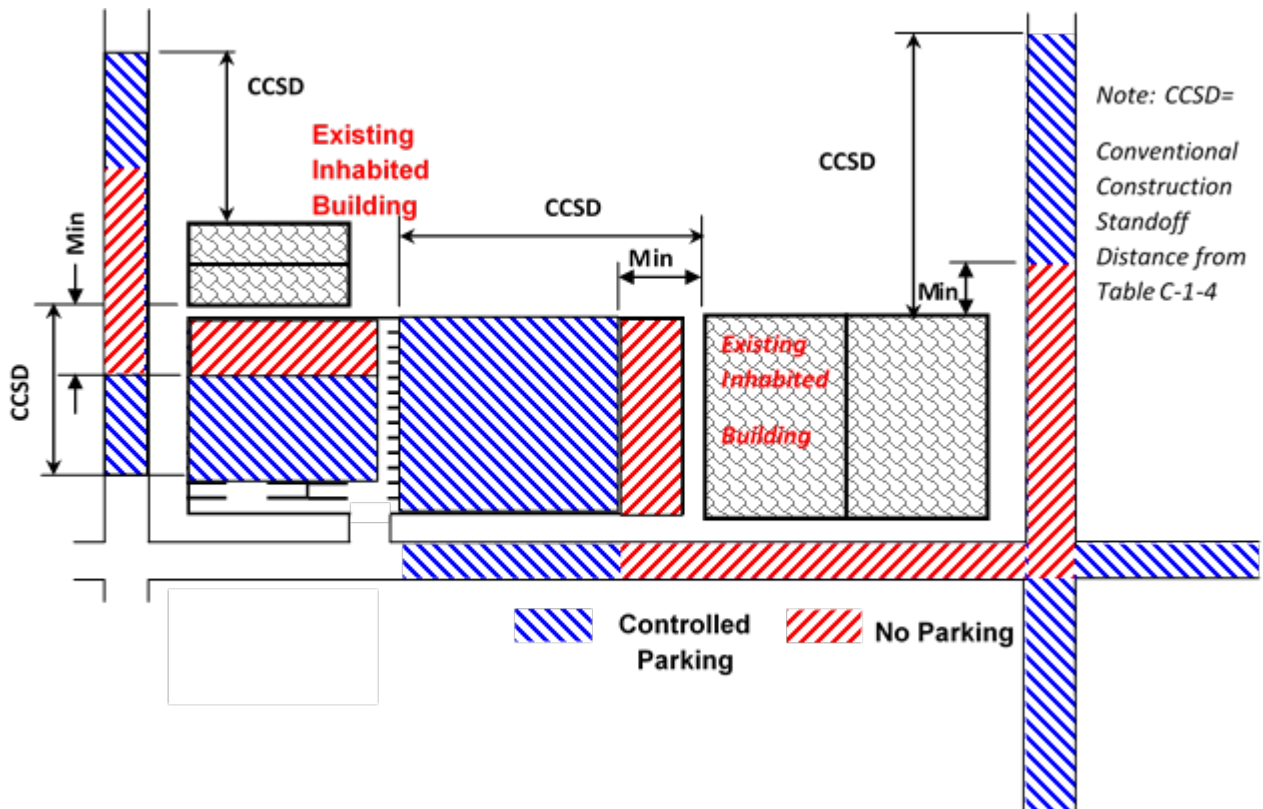 CCSD
Existing
Inhabited
Building
CCSD
Min
CCSD
Note: CCSD=
Conventional
Construction
Standoff
Distance from
Table C-1-4
Min
Min
CCSD
Existing
Inhabited
Building
Controlled
Parking
No Parking